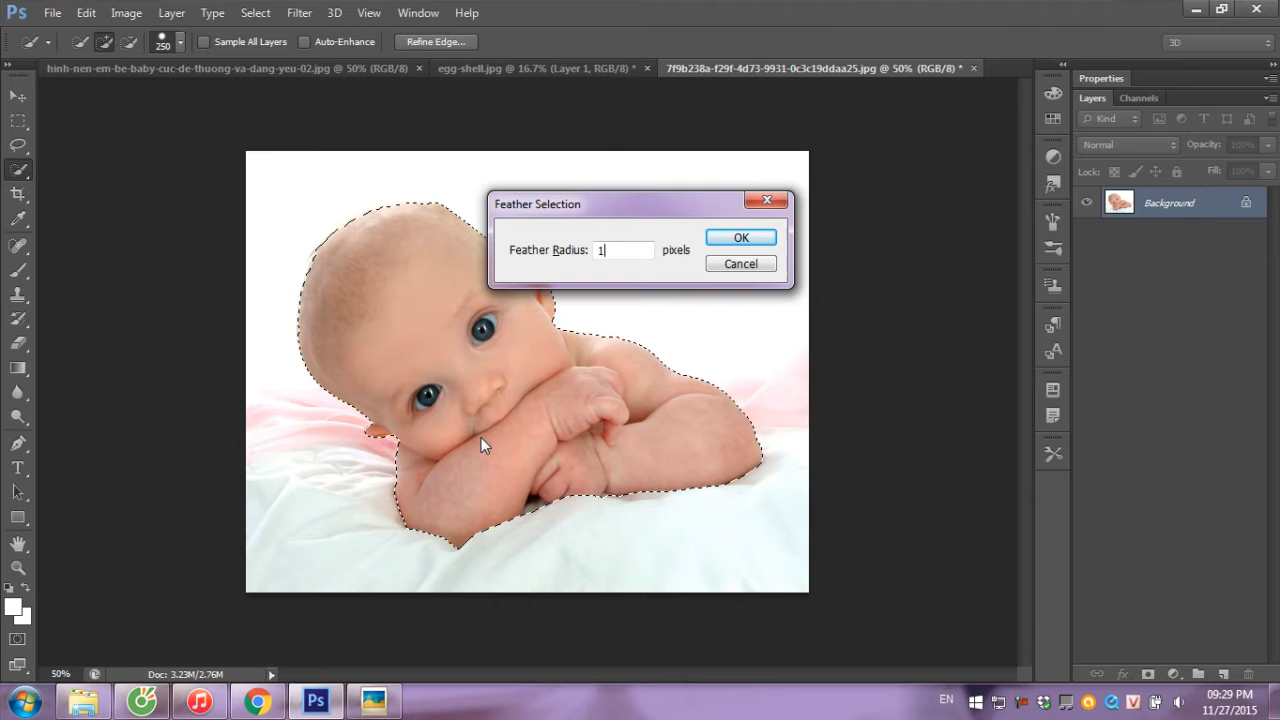 Ps File Edit Image Layer Type Select Filter 3D View Window Help
250 Sample All Layers Auto-Enhance Refine Edge... 3D
hinh-nen-em-be-baby-cuc-de-thuong-va-dang-yeu-02.jpg @ 50% (RGB/8) × egg-shell.jpg @ 16.7% (Layer 1, RGB/8) * × 7f9b238a-f29f-4d73-9931-0c3c19ddaa25.jpg @ 50% (RGB/8) * ×
Properties
Layers Channels
Kind
Normal Opacity: 100%
Lock: Fill: 100%
Background
Feather Selection
Feather Radius: 1 pixels
OK
Cancel
50% Doc: 3.23M/2.76M
Ps EN V 09:29 PM
11/27/2015